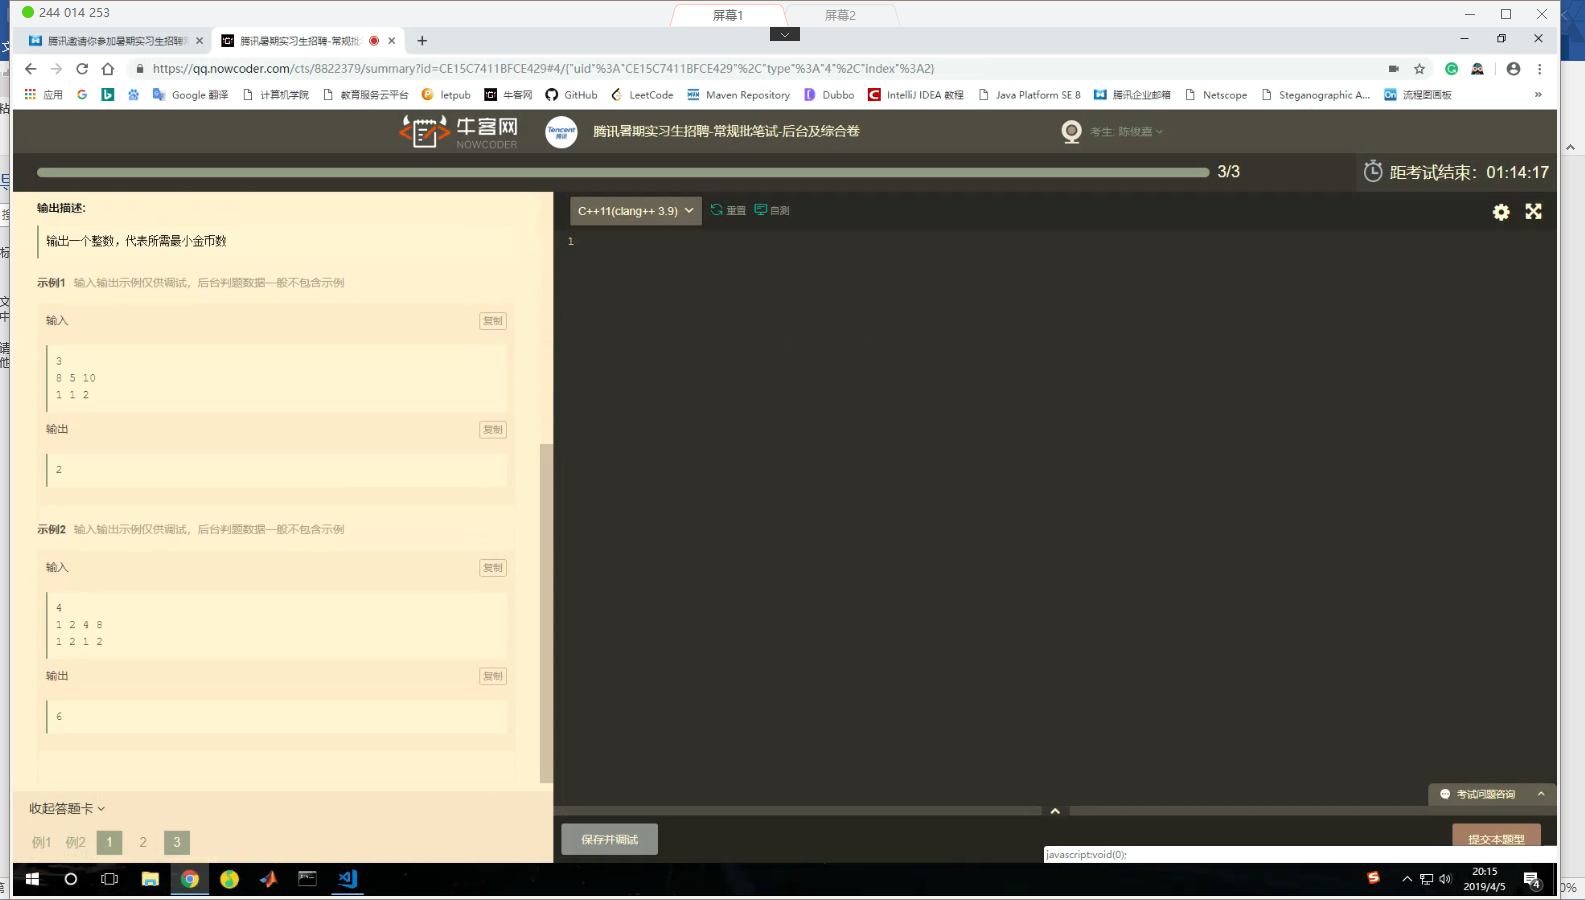 244 014 253
屏幕1
屏幕2
腾讯邀请你参加暑期实习生招聘
腾讯暑期实习生招聘-常规批
https://qq.nowcoder.com/cts/8822379/summary?id=CE15C7411BFCE429#4/{"uid"%3A"CE15C7411BFCE429"%2C"type"%3A"4"%2C"index"%3A2}
应用
Google 翻译
计算机学院
教育服务云平台
letpub
牛客网
GitHub
LeetCode
Maven Repository
Dubbo
IntelliJ IDEA 教程
Java Platform SE 8
腾讯企业邮箱
Netscope
Steganographic A...
流程图画板
牛客网
NOWCODER
Tencent
腾讯
腾讯暑期实习生招聘-常规批笔试-后台及综合卷
考生: 陈俊嘉
3/3
距考试结束: 01:14:17
输出描述:
输出一个整数，代表所需最小金币数
示例1 输入输出示例仅供调试，后台判题数据一般不包含示例
输入
复制
3
8 5 10
1 1 2
输出
复制
2
示例2 输入输出示例仅供调试，后台判题数据一般不包含示例
输入
复制
4
1 2 4 8
1 2 1 2
输出
复制
6
收起答题卡
例1 例2 1 2 3
C++11(clang++ 3.9)
重置
自测
1
考试问题咨询
保存并调试
提交本题型
javascript:void(0);
20:15
2019/4/5
4
0%